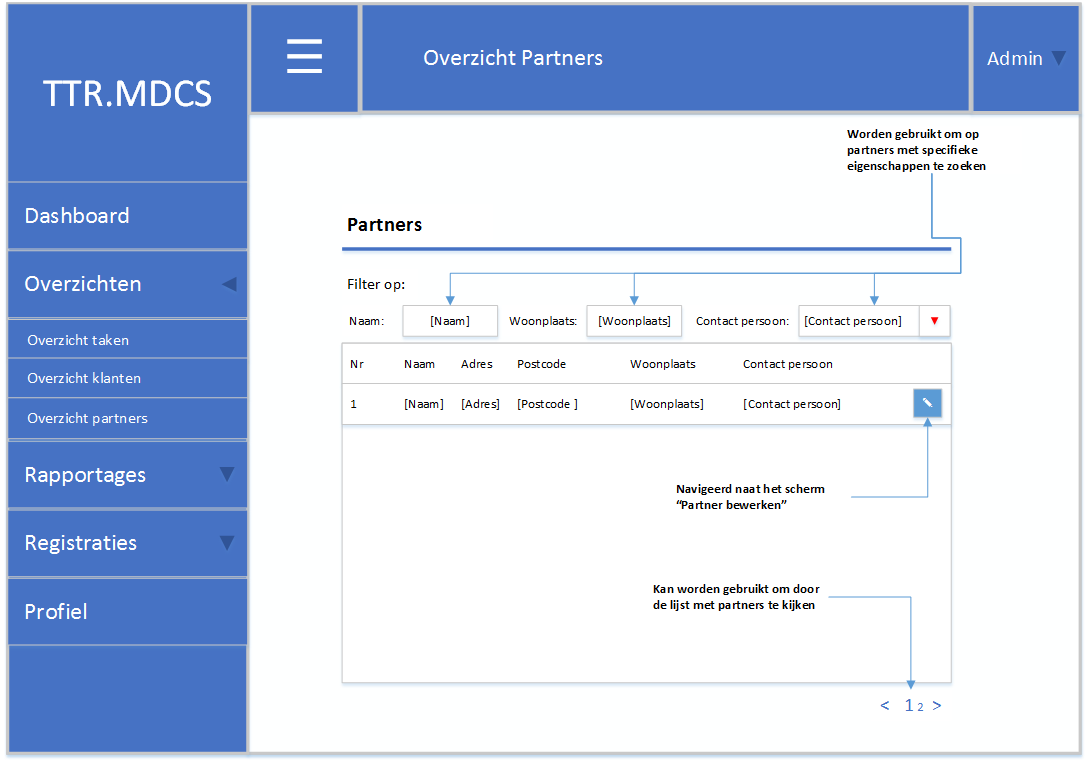 TTR.MDCS
Overzicht Partners
Admin
Dashboard
Overzichten
Overzicht taken
Overzicht klanten
Overzicht partners
Rapportages
Registraties
Profiel
Worden gebruikt om op
partners met specifieke
eigenschappen te zoeken
Partners
Filter op:
Naam: [Naam] Woonplaats: [Woonplaats] Contact persoon: [Contact persoon]
Nr Naam Adres Postcode Woonplaats Contact persoon
1 [Naam] [Adres] [Postcode ] [Woonplaats] [Contact persoon]
Navigeerd naat het scherm
“Partner bewerken”
Kan worden gebruikt om door
de lijst met partners te kijken
< 1 2 >